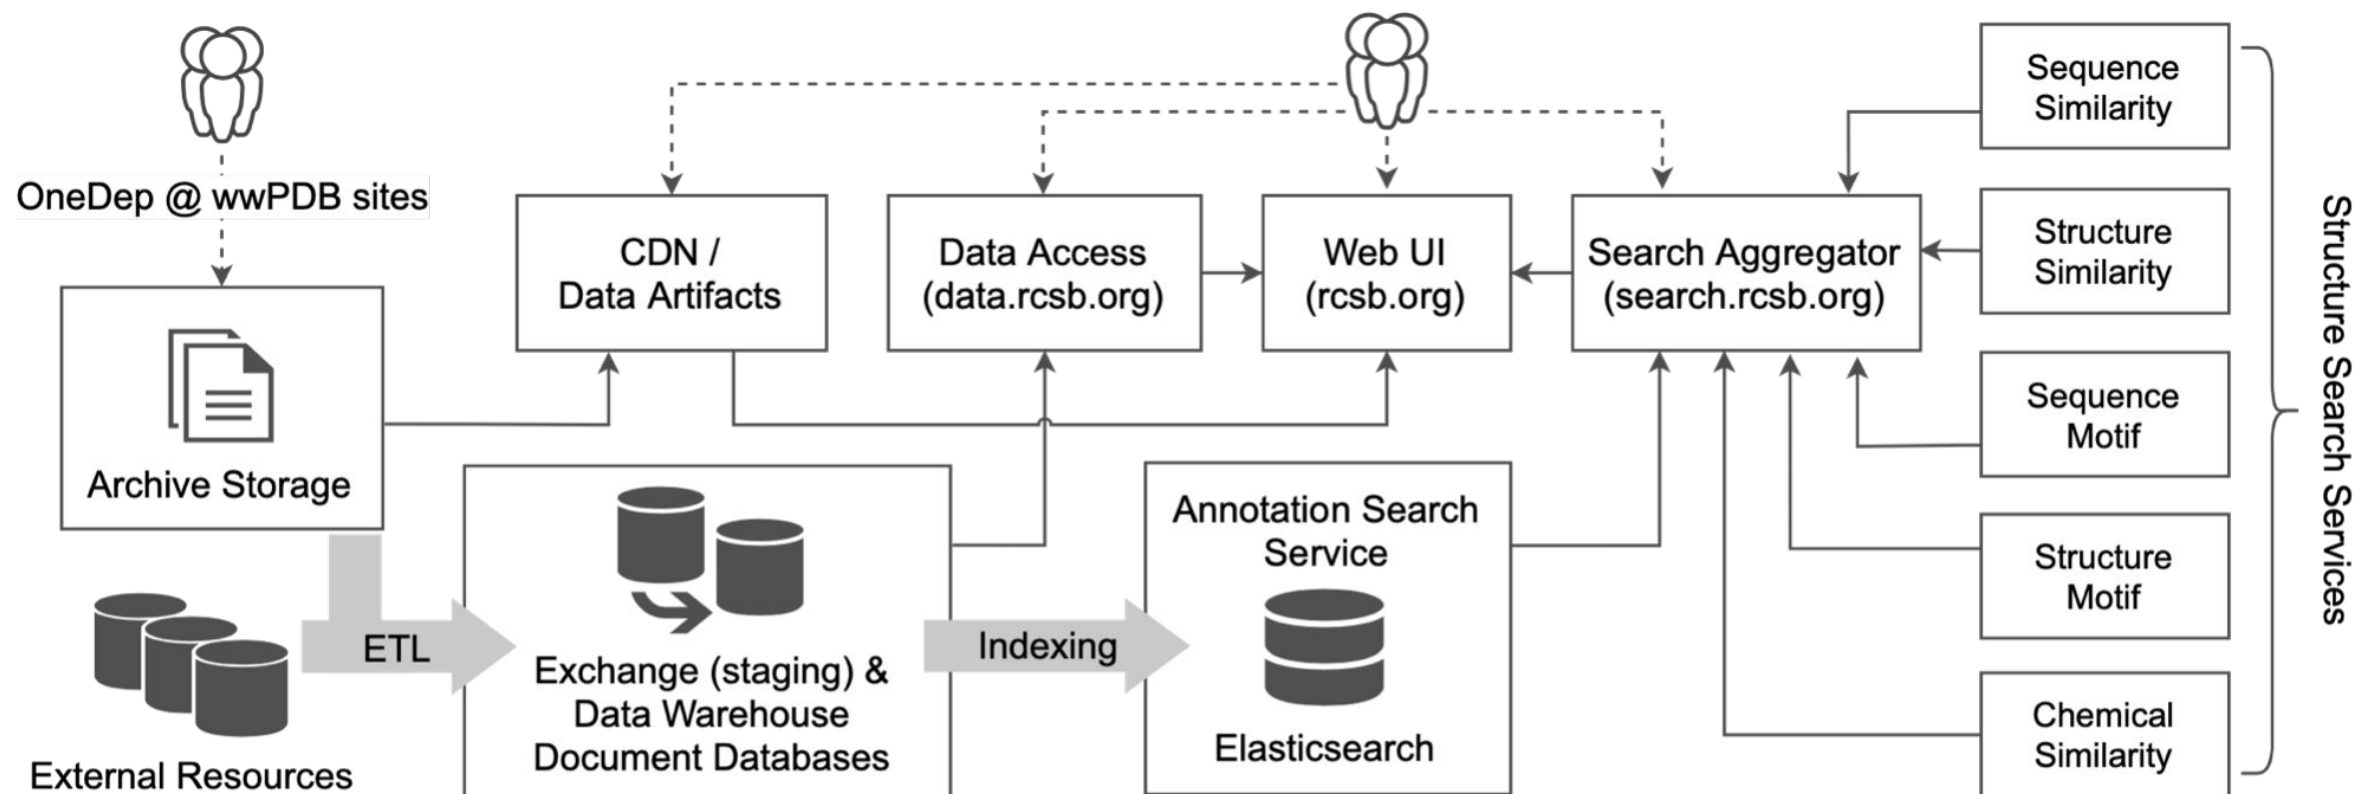 OneDep @ wwPDB sites
Archive Storage
External Resources
ETL
CDN /
Data Artifacts
Data Access
(data.rcsb.org)
Web UI
(rcsb.org)
Search Aggregator
(search.rcsb.org)
Exchange (staging) &
Data Warehouse
Document Databases
Indexing
Annotation Search
Service
Elasticsearch
Sequence
Similarity
Structure
Similarity
Sequence
Motif
Structure
Motif
Chemical
Similarity
Structure Search Services